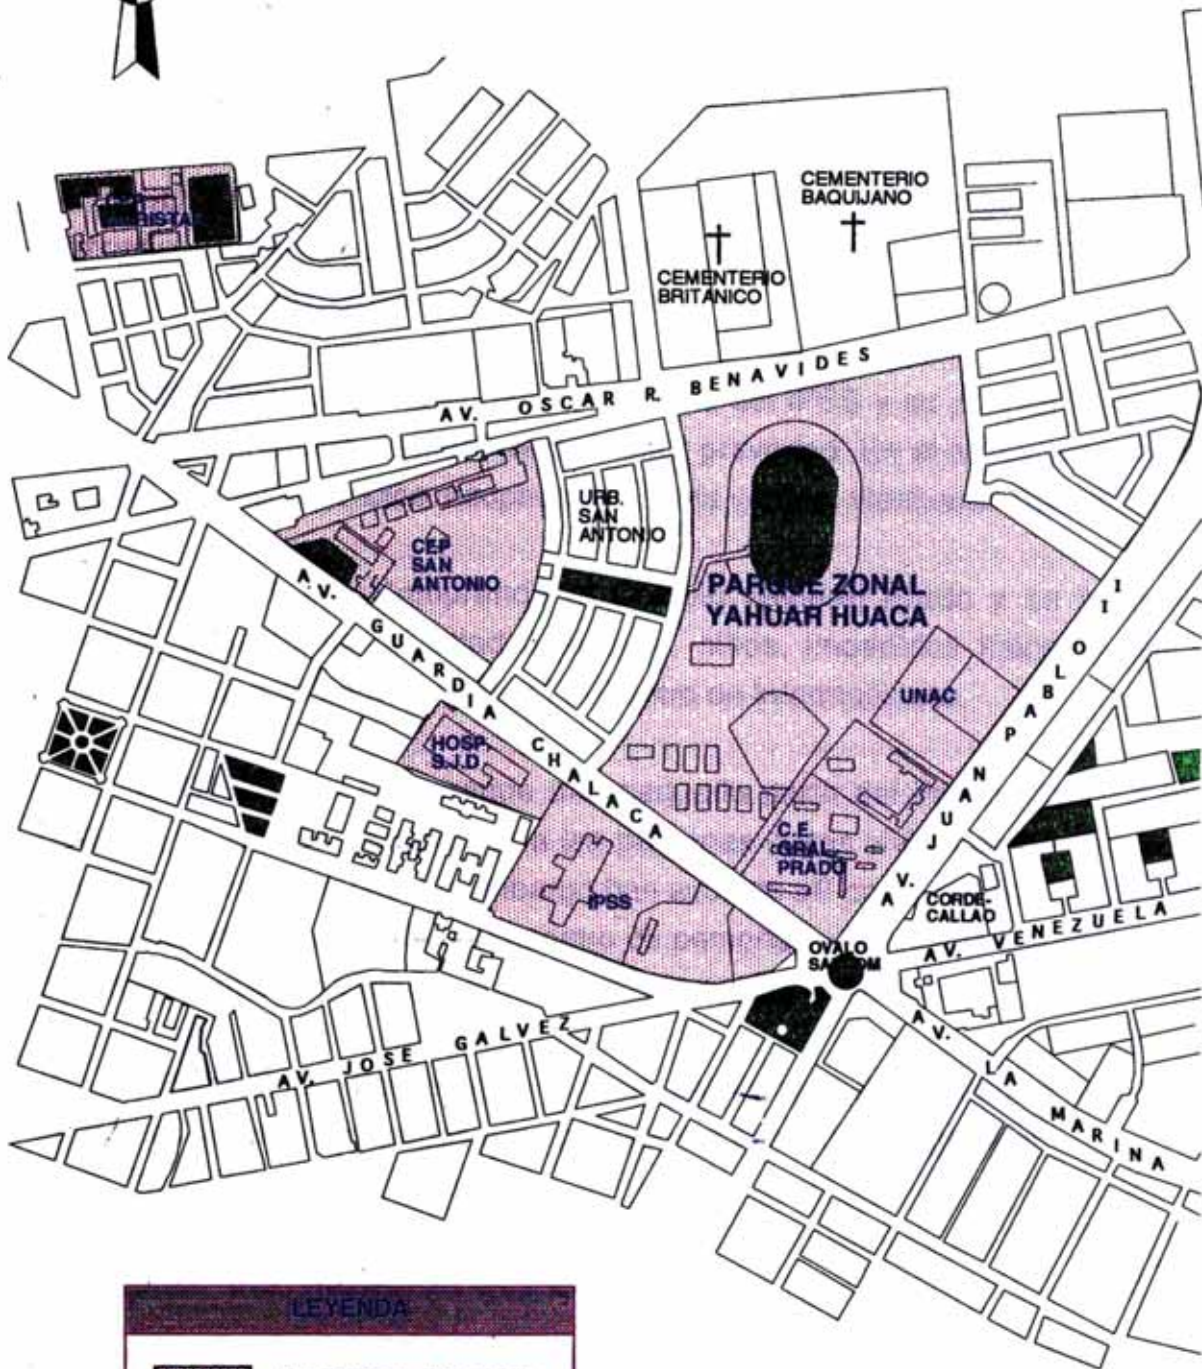 CEMENTERIO
BAQUIJANO
CEMENTERIO
BRITANICO
AV. OSCAR R. BENAVIDES
URB.
SAN
ANTONIO
CEP
SAN
ANTONIO
PARQUE ZONAL
YAHUAR HUACA
AV. GUARDIA CHALACA
AV. JUAN PABLO II
UNAC
HOSP.
S.J.D
C.E.
GRAL.
PRADO
IPSS
CORDE-
CALLAO
AV. VENEZUELA
OVALO
AV. LA MARINA
AV. JOSE GALVEZ
LEYENDA